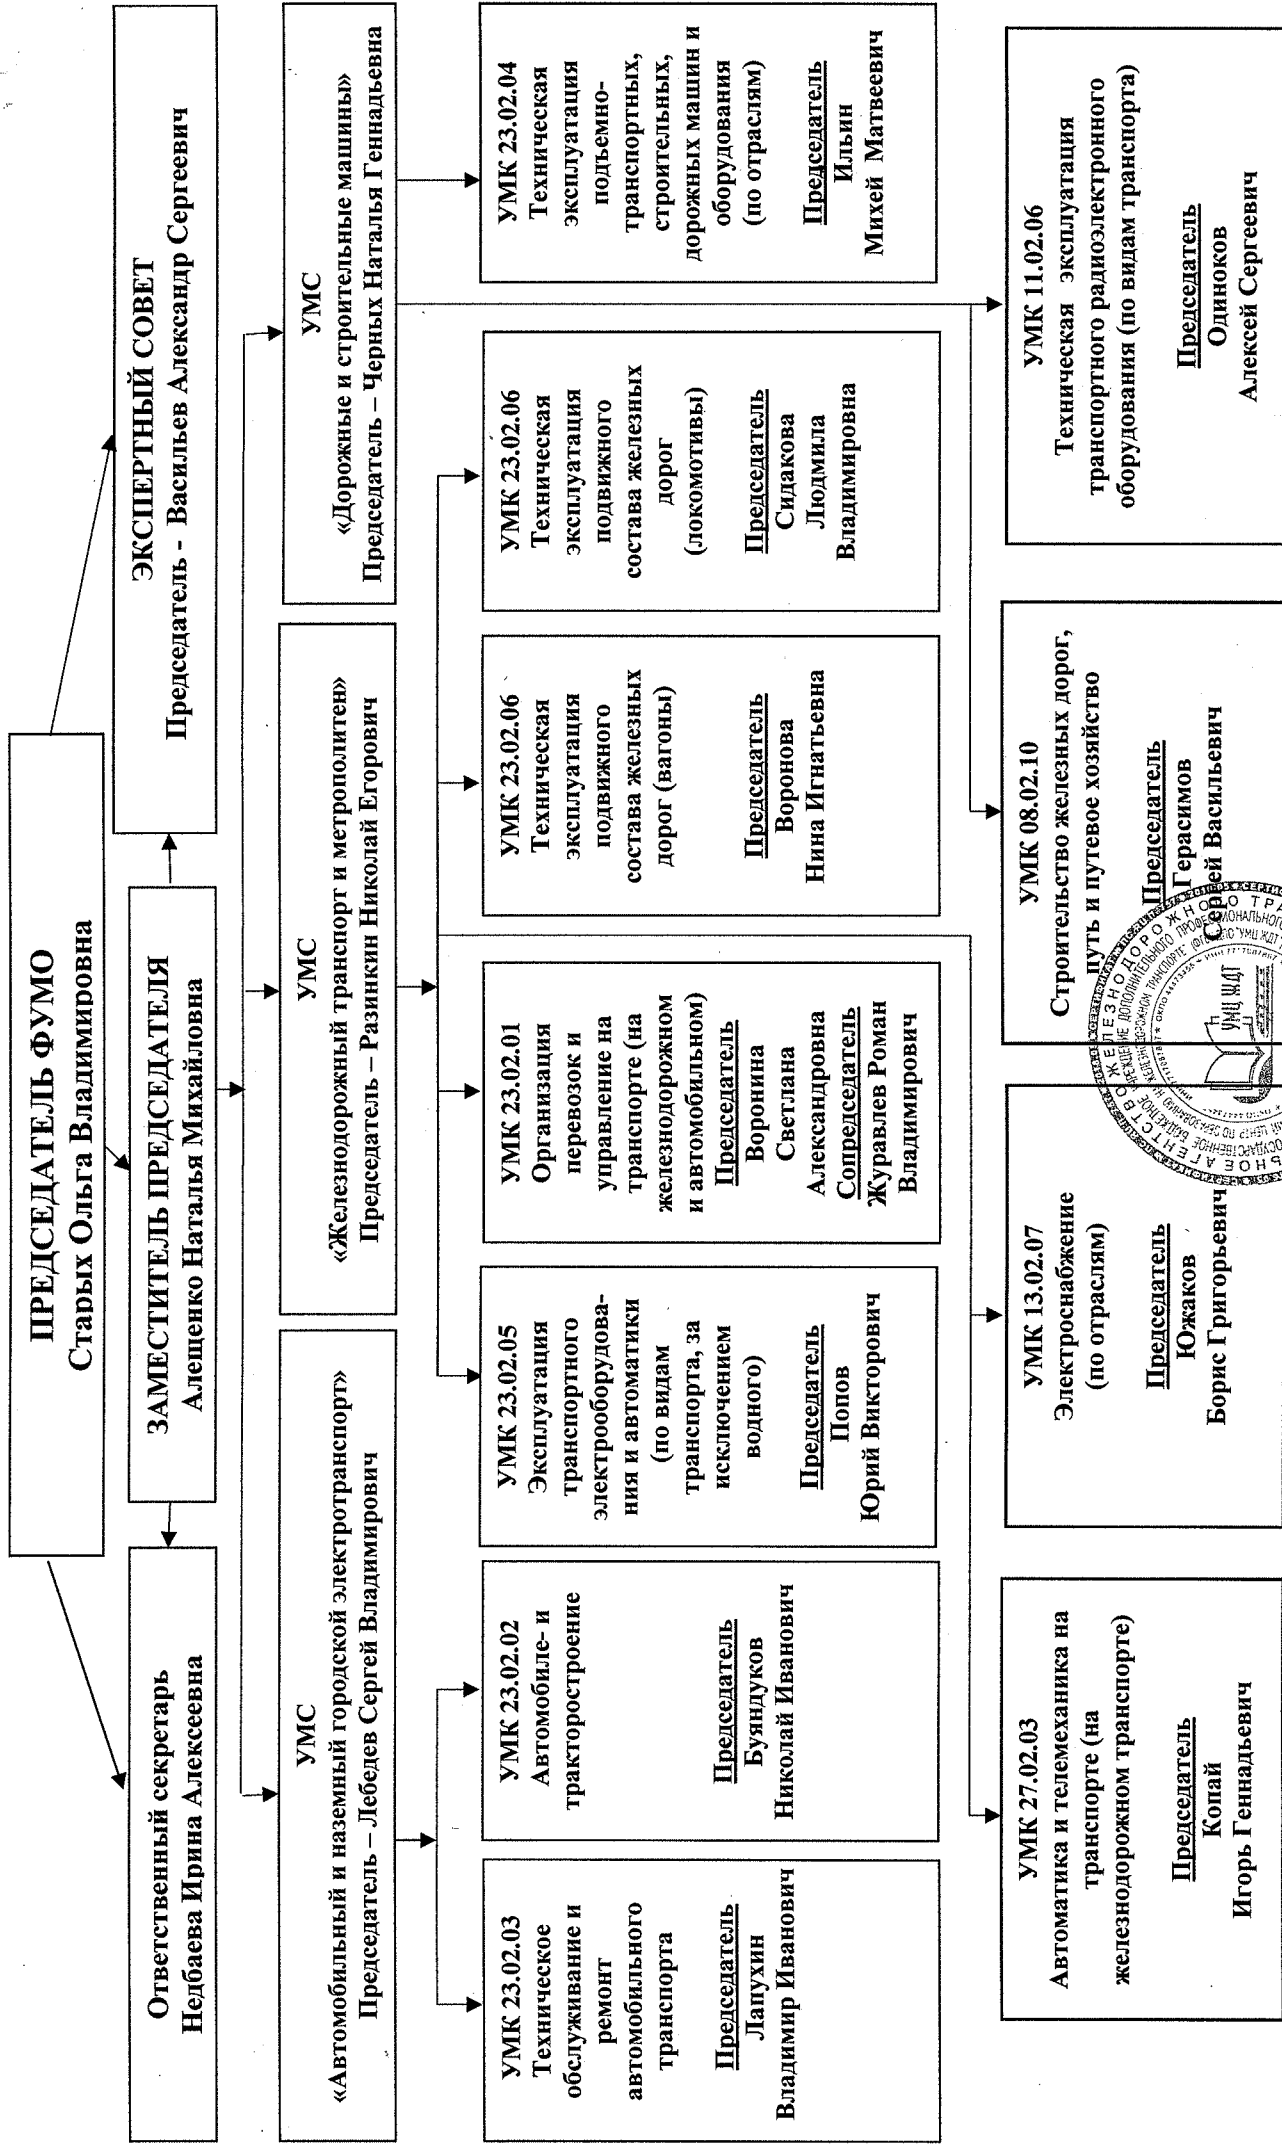 ПРЕДСЕДАТЕЛЬ ФУМО
Старых Ольга Владимировна
Ответственный секретарь
Недбаева Ирина Алексеевна
ЗАМЕСТИТЕЛЬ ПРЕДСЕДАТЕЛЯ
Алещенко Наталья Михайловна
ЭКСПЕРТНЫЙ СОВЕТ
Председатель - Васильев Александр Сергеевич
УМС
«Автомобильный и наземный городской электротранспорт»
Председатель – Лебедев Сергей Владимирович
УМС
«Железнодорожный транспорт и метрополитен»
Председатель – Разинкин Николай Егорович
УМС
«Дорожные и строительные машины»
Председатель – Черных Наталья Геннадьевна
УМК 23.02.03
Техническое
обслуживание и
ремонт
автомобильного
транспорта
Председатель
Лапухин
Владимир Иванович
УМК 23.02.02
Автомобиле- и
тракторостроение
Председатель
Буяндуков
Николай Иванович
УМК 23.02.05
Эксплуатация
транспортного
электрооборудова-
ния и автоматики
(по видам
транспорта, за
исключением
водного)
Председатель
Попов
Юрий Викторович
УМК 23.02.01
Организация
перевозок и
управление на
транспорте (на
железнодорожном
и автомобильном)
Председатель
Воронина
Светлана
Александровна
Сопредседатель
Журавлев Роман
Владимирович
УМК 23.02.06
Техническая
эксплуатация
подвижного
состава железных
дорог (вагоны)
Председатель
Воронова
Нина Игнатьевна
УМК 23.02.06
Техническая
эксплуатация
подвижного
состава железных
дорог
(локомотивы)
Председатель
Сидакова
Людмила
Владимировна
УМК 23.02.04
Техническая
эксплуатация
подъемно-
транспортных,
строительных,
дорожных машин и
оборудования
(по отраслям)
Председатель
Ильин
Михей Матвеевич
УМК 27.02.03
Автоматика и телемеханика на
транспорте (на
железнодорожном транспорте)
Председатель
Копай
Игорь Геннадьевич
УМК 13.02.07
Электроснабжение
(по отраслям)
Председатель
Южаков
Борис Григорьевич
УМК 08.02.10
Строительство железных дорог,
путь и путевое хозяйство
Председатель
Герасимов
Сергей Васильевич
УМК 11.02.06
Техническая эксплуатация
транспортного радиоэлектронного
оборудования (по видам транспорта)
Председатель
Одиноков
Алексей Сергеевич
АГЕНТСТВО ЖЕЛЕЗНОДОРОЖНОГО
УМЦ ЖДТ